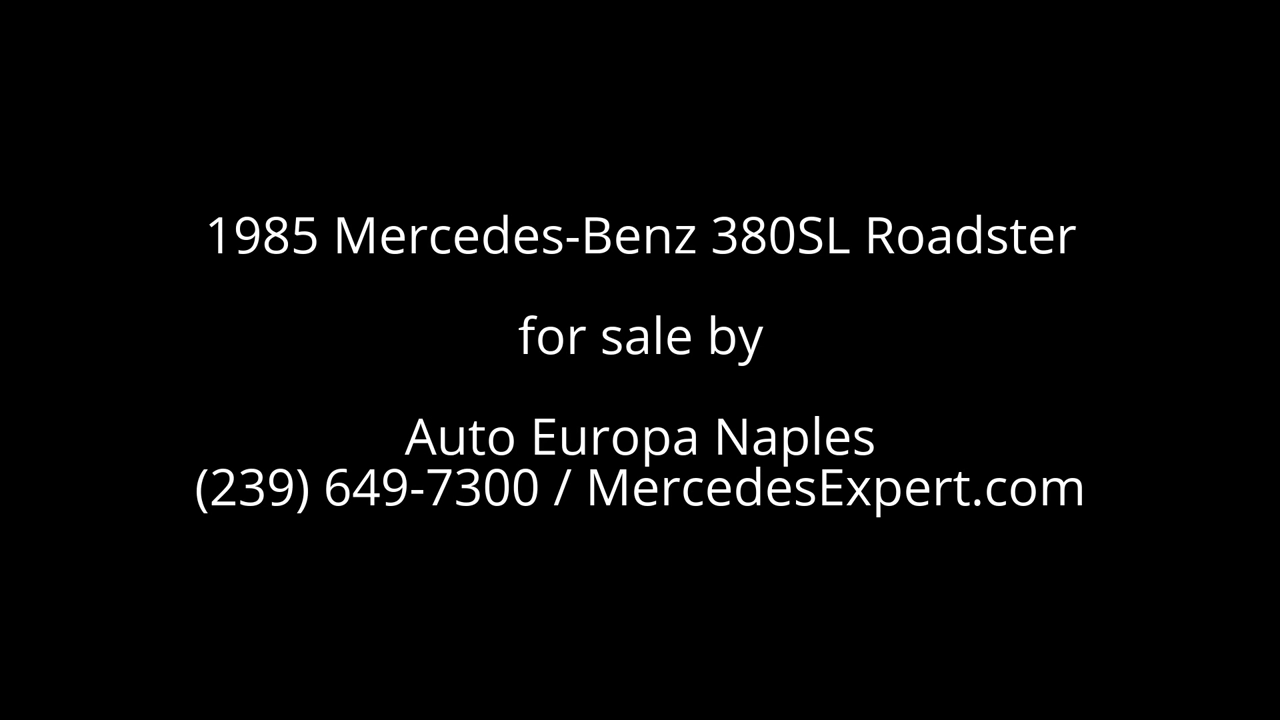 1985 Mercedes-Benz 380SL Roadster
for sale by
Auto Europa Naples
(239) 649-7300 / MercedesExpert.com